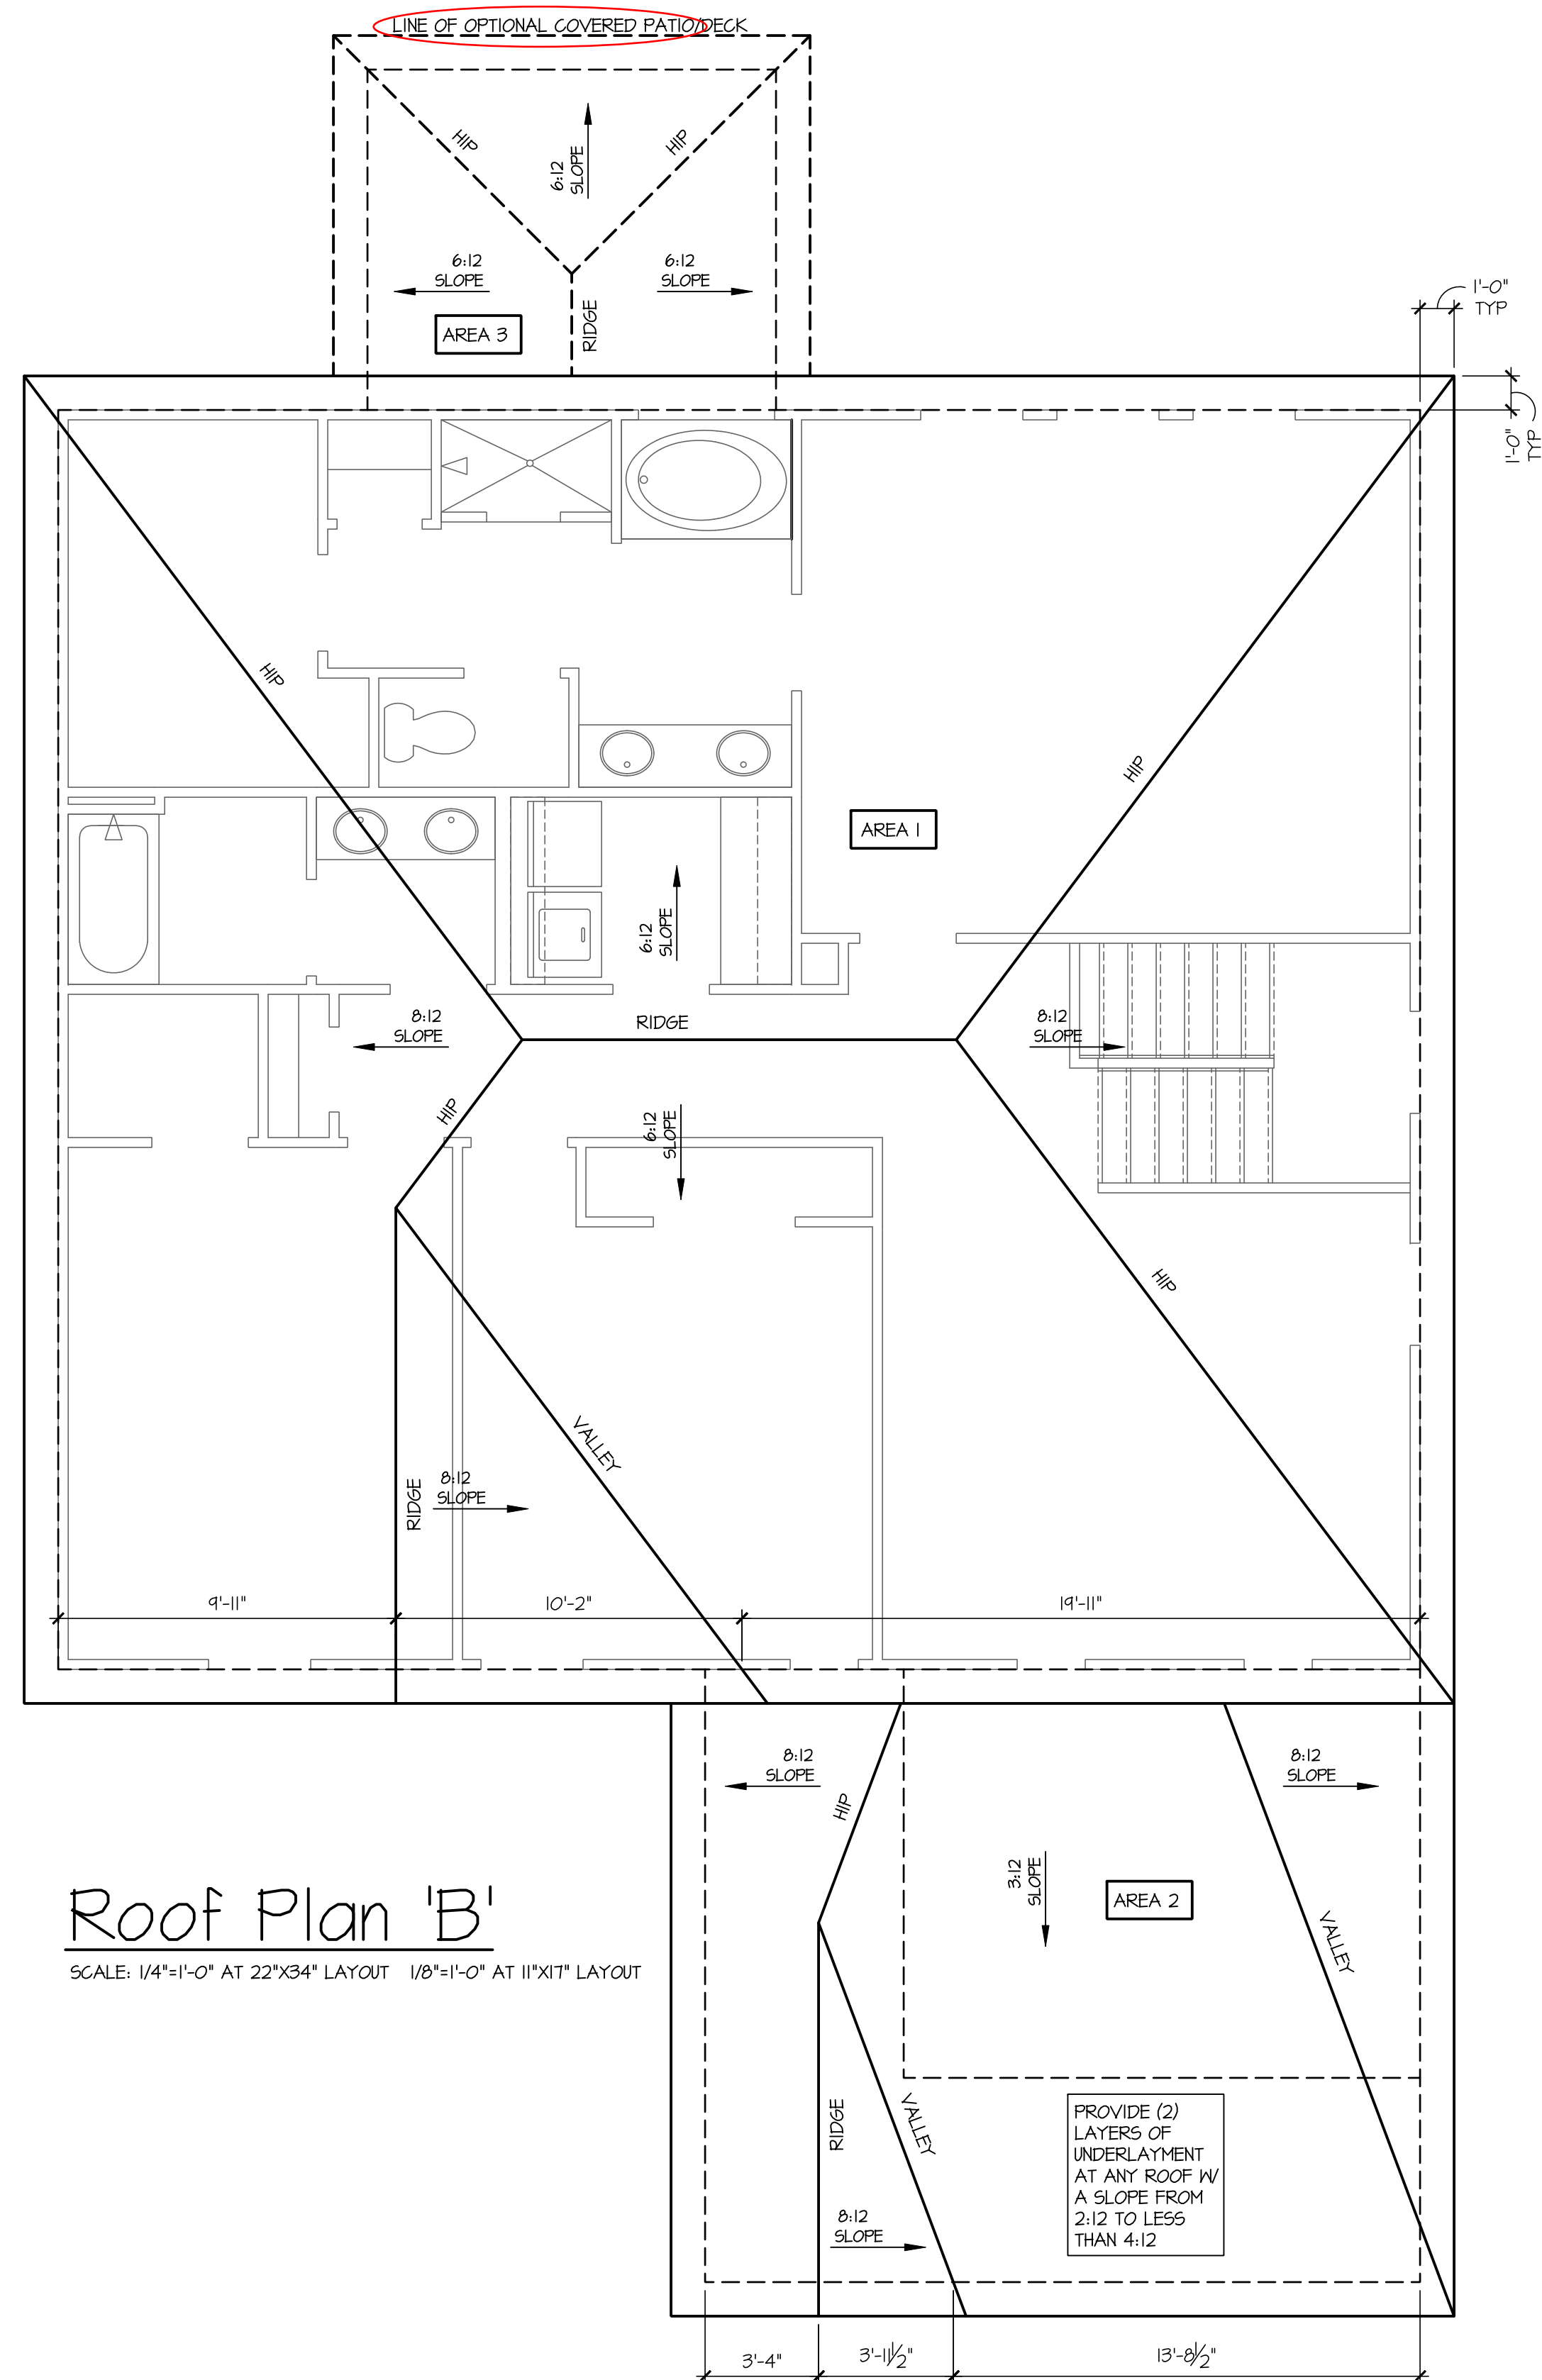 LINE OF OPTIONAL COVERED PATIO/DECK
HIP
HIP
6:12
SLOPE
6:12
SLOPE
6:12
SLOPE
RIDGE
AREA 3
1'-0"
TYP
1'-0"
TYP
HIP
HIP
AREA 1
6:12
SLOPE
RIDGE
8:12
SLOPE
8:12
SLOPE
HIP
6:12
SLOPE
HIP
VALLEY
8:12
SLOPE
RIDGE
9'-11"
10'-2"
19'-11"
8:12
SLOPE
8:12
SLOPE
HIP
3:12
SLOPE
AREA 2
VALLEY
Roof Plan 'B'
SCALE: 1/4"=1'-0" AT 22"X34" LAYOUT 1/8"=1'-0" AT 11"X17" LAYOUT
RIDGE
VALLEY
PROVIDE (2)
LAYERS OF
UNDERLAYMENT
AT ANY ROOF W/
A SLOPE FROM
2:12 TO LESS
THAN 4:12
8:12
SLOPE
3'-4"
3'-11 1/2"
13'-8 1/2"